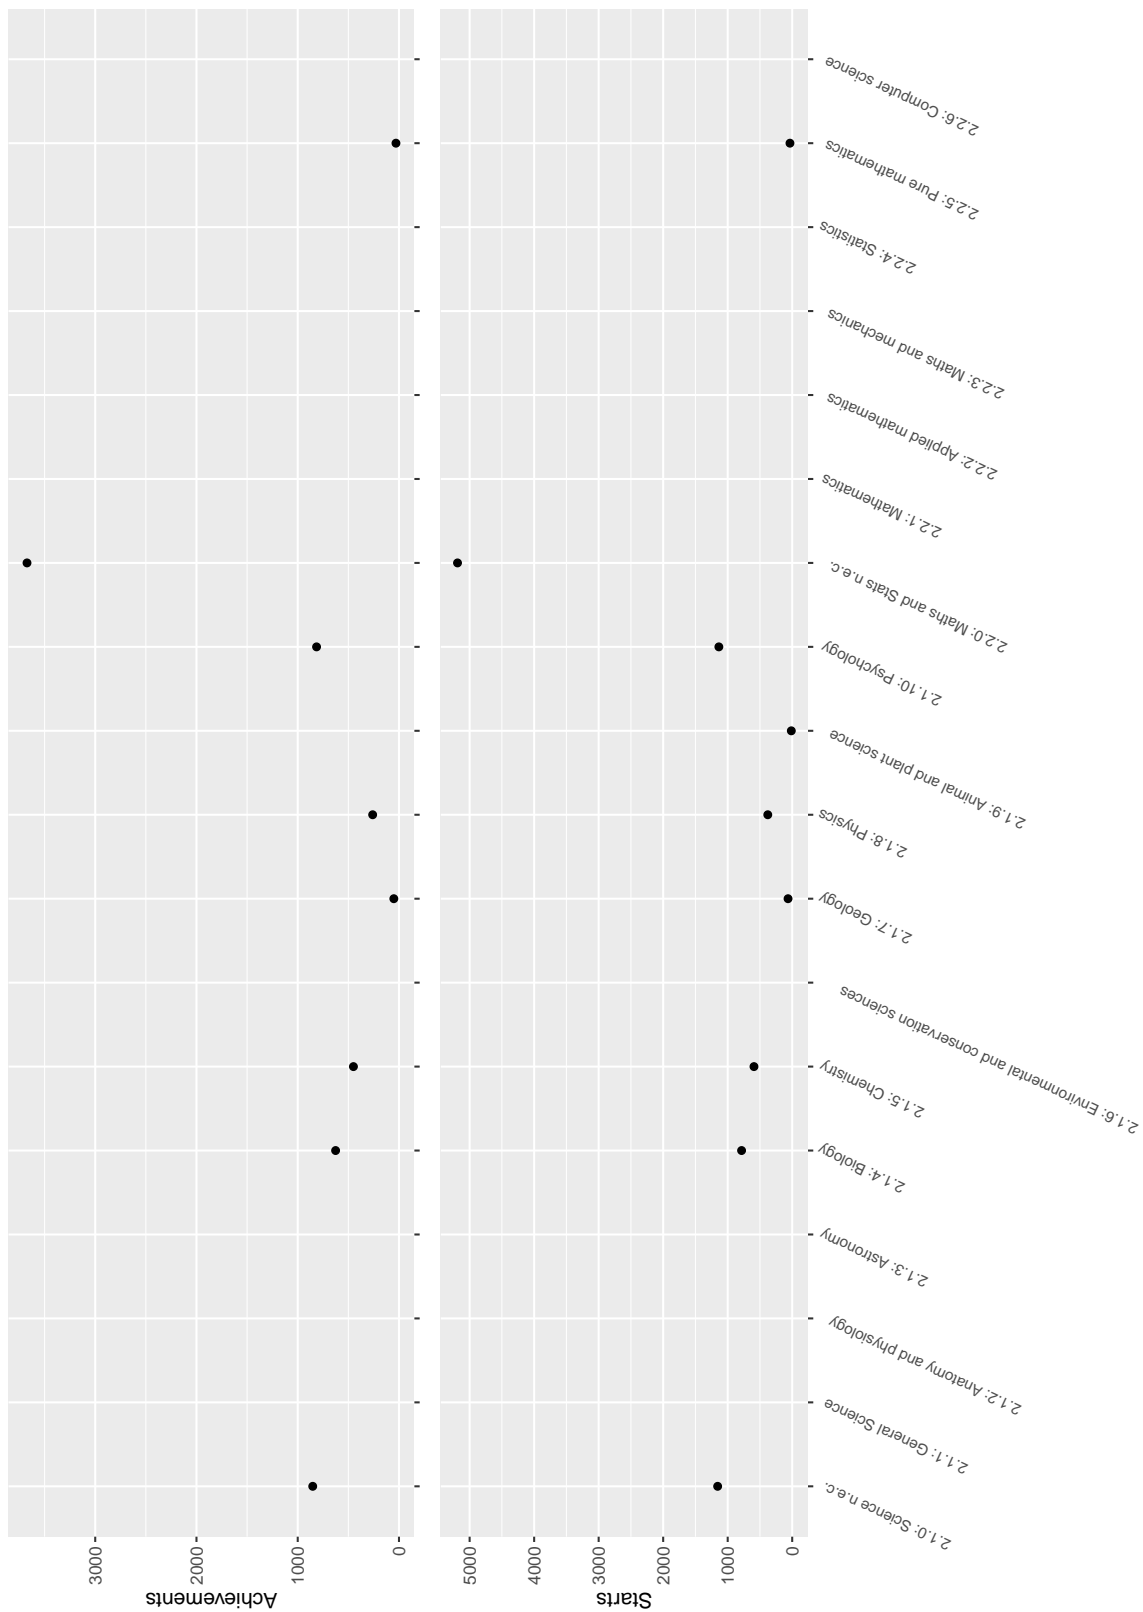 Achievements
3000
2000
1000
0
Starts
5000
4000
3000
2000
1000
0
2.1.0: Science n.e.c.
2.1.1: General Science
2.1.2: Anatomy and physiology
2.1.3: Astronomy
2.1.4: Biology
2.1.5: Chemistry
2.1.6: Environmental and conservation sciences
2.1.7: Geology
2.1.8: Physics
2.1.9: Animal and plant science
2.1.10: Psychology
2.2.0: Maths and Stats n.e.c.
2.2.1: Mathematics
2.2.2: Applied mathematics
2.2.3: Maths and mechanics
2.2.4: Statistics
2.2.5: Pure mathematics
2.2.6: Computer science